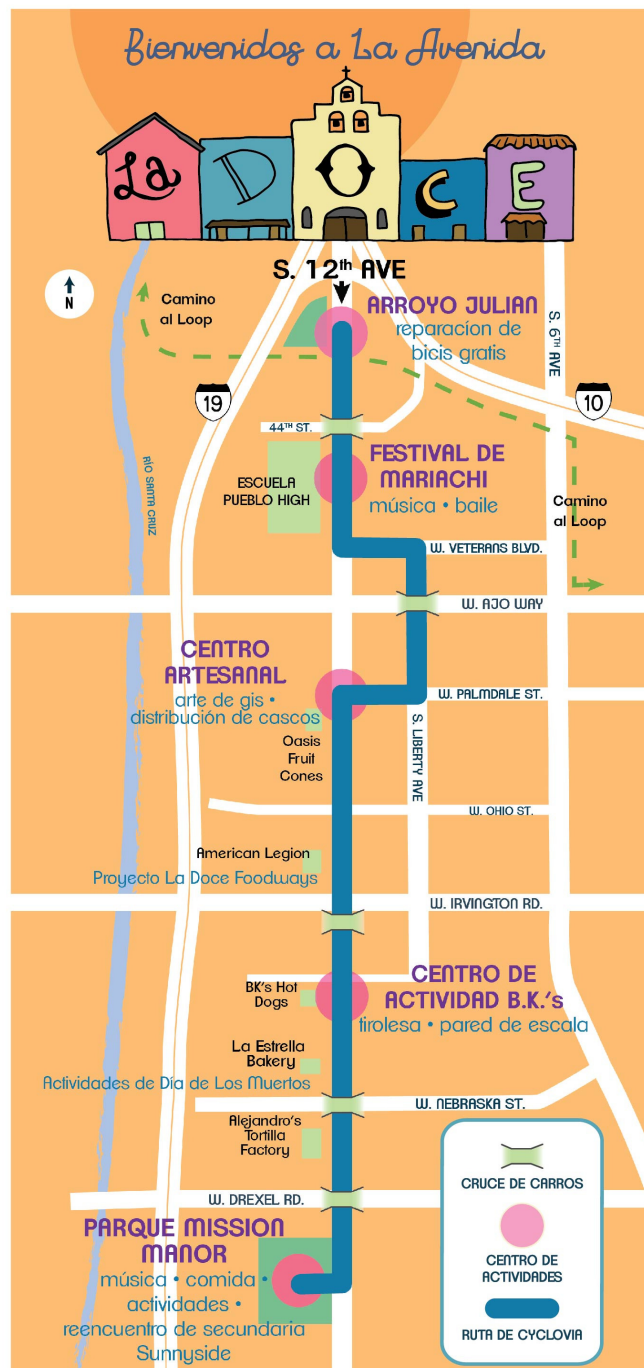 Bienvenidos a La Avenida
La DOCE
S. 12th AVE
N
Camino
al Loop
ARROYO JULIAN
reparacion de
bicis gratis
S. 6TH AVE
19
10
44TH ST.
RÍO SANTA CRUZ
ESCUELA
PUEBLO HIGH
FESTIVAL DE
MARIACHI
música • baile
Camino
al Loop
W. VETERANS BLVD.
W. AJO WAY
CENTRO
ARTESANAL
arte de gis •
distribución de cascos
W. PALMDALE ST.
Oasis
Fruit
Cones
S. LIBERTY AVE
W. OHIO ST.
American Legion
Proyecto La Doce Foodways
W. IRVINGTON RD.
CENTRO DE
ACTIVIDAD B.K.'s
tirolesa • pared de escala
BK's Hot
Dogs
La Estrella
Bakery
Actividades de Día de Los Muertos
W. NEBRASKA ST.
Alejandro's
Tortilla
Factory
W. DREXEL RD.
PARQUE MISSION
MANOR
música • comida •
actividades •
reencuentro de secundaria
Sunnyside
CRUCE DE CARROS
CENTRO DE
ACTIVIDADES
RUTA DE CYCLOVIA